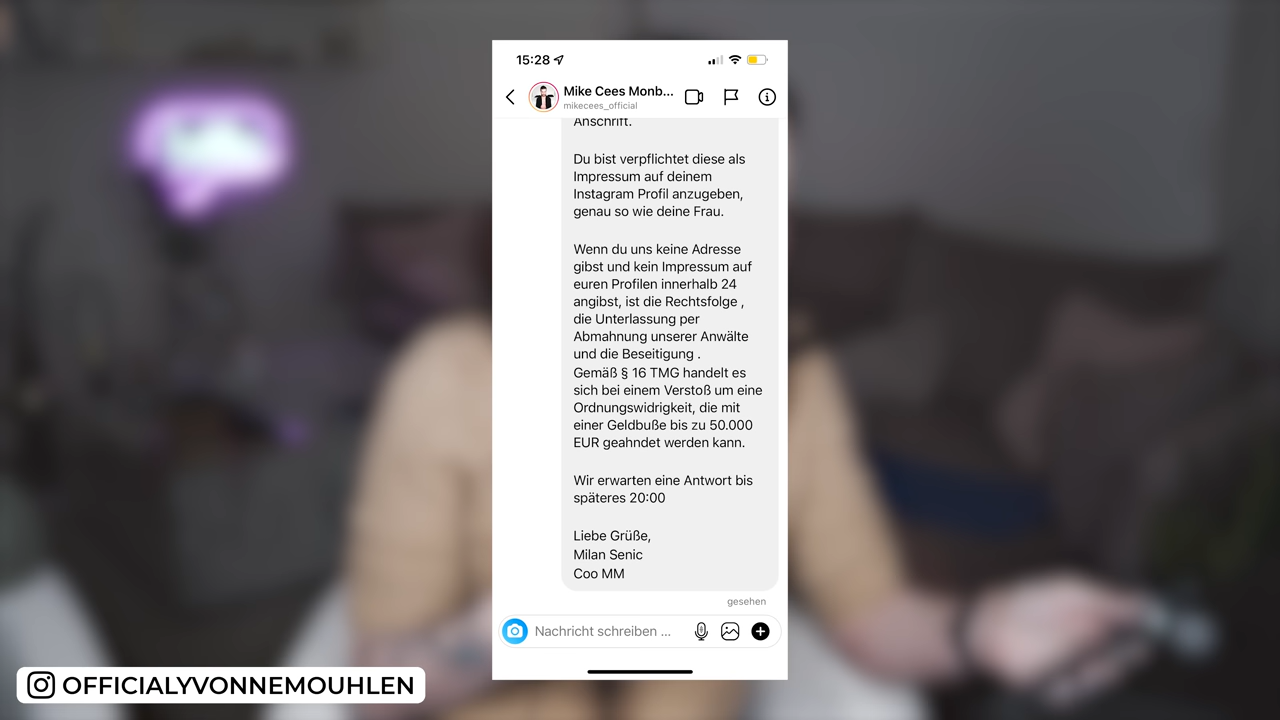 15:28
Mike Cees Monb...
mikecees_official
Anschrift.
Du bist verpflichtet diese als
Impressum auf deinem
Instagram Profil anzugeben,
genau so wie deine Frau.
Wenn du uns keine Adresse
gibst und kein Impressum auf
euren Profilen innerhalb 24
angibst, ist die Rechtsfolge ,
die Unterlassung per
Abmahnung unserer Anwälte
und die Beseitigung .
Gemäß § 16 TMG handelt es
sich bei einem Verstoß um eine
Ordnungswidrigkeit, die mit
einer Geldbuße bis zu 50.000
EUR geahndet werden kann.
Wir erwarten eine Antwort bis
späteres 20:00
Liebe Grüße,
Milan Senic
Coo MM
gesehen
Nachricht schreiben ...
OFFICIALYVONNEMOUHLEN